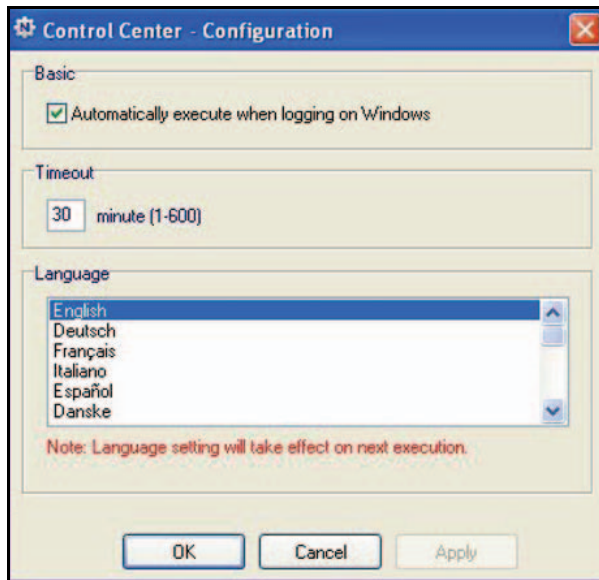 Control Center - Configuration
Basic
Automatically execute when logging on Windows
Timeout
30 minute (1-600)
Language
English
Deutsch
Français
Italiano
Español
Danske
Note: Language setting will take effect on next execution.
OK Cancel Apply